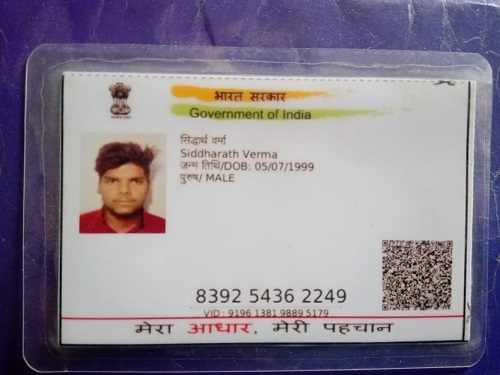 भारत सरकार
Government of India
सिद्धार्थ वर्मा
Siddharath Verma
जन्म तिथि/DOB: 05/07/1999
पुरुष/ MALE
8392 5436 2249
VID : 9196 1381 9889 5179
मेरा आधार, मेरी पहचान